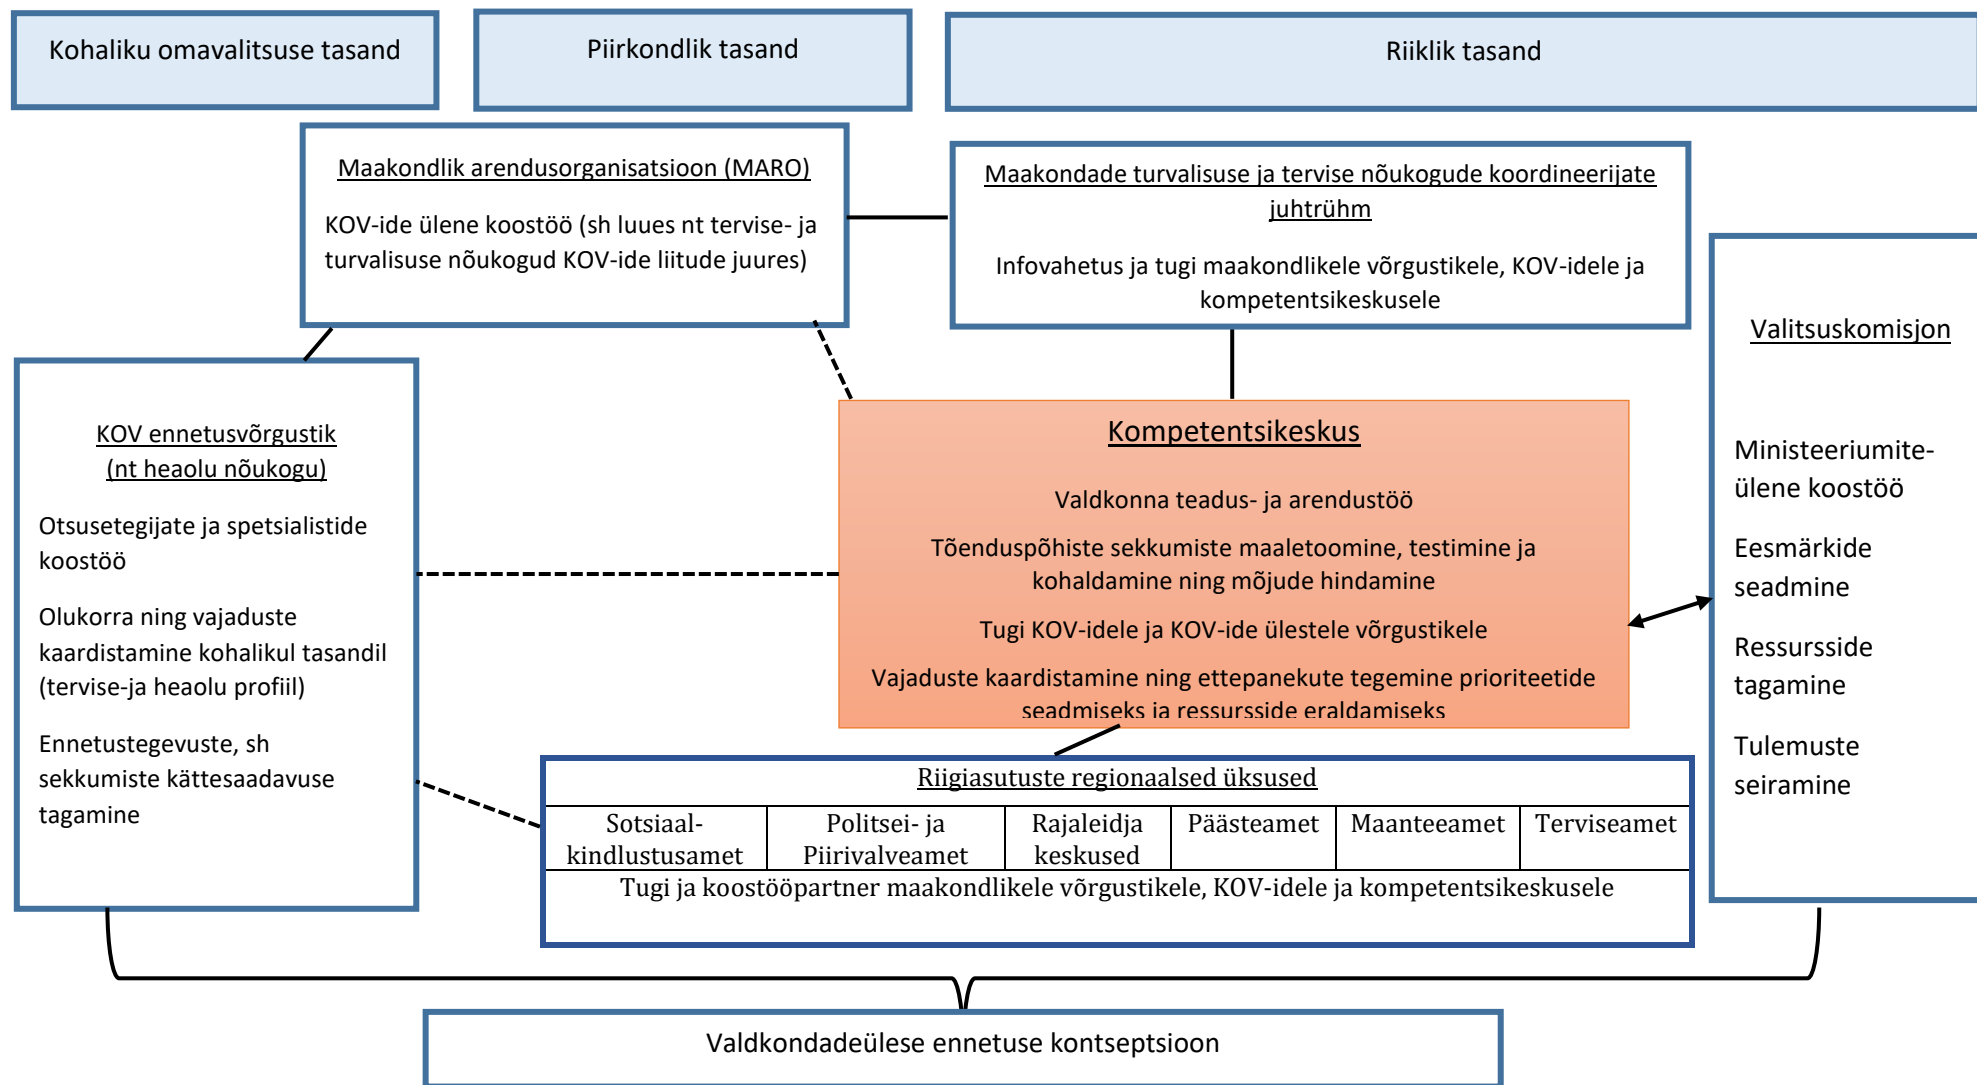 Kohaliku omavalitsuse tasand
Piirkondlik tasand
Riiklik tasand
Maakondlik arendusorganisatsioon (MARO)
KOV-ide ülene koostöö (sh luues nt tervise- ja
turvalisuse nõukogud KOV-ide liitude juures)
Maakondade turvalisuse ja tervise nõukogude koordineerijate
juhtrühm
Infovahetus ja tugi maakondlikele võrgustikele, KOV-idele ja
kompetentsikeskusele
Valitsuskomisjon
Ministeeriumite-
ülene koostöö
Eesmärkide
seadmine
Ressursside
tagamine
Tulemuste
seiramine
KOV ennetusvõrgustik
(nt heaolu nõukogu)
Otsusetegijate ja spetsialistide
koostöö
Olukorra ning vajaduste
kaardistamine kohalikul tasandil
(tervise-ja heaolu profiil)
Ennetustegevuste, sh
sekkumiste kättesaadavuse
tagamine
Kompetentsikeskus
Valdkonna teadus- ja arendustöö
Tõenduspõhiste sekkumiste maaletoomine, testimine ja
kohaldamine ning mõjude hindamine
Tugi KOV-idele ja KOV-ide ülestele võrgustikele
Vajaduste kaardistamine ning ettepanekute tegemine prioriteetide
seadmiseks ja ressursside eraldamiseks
Riigiasutuste regionaalsed üksused
Sotsiaal-
kindlustusamet
Politsei- ja
Piirivalveamet
Rajaleidja
keskused
Päästeamet
Maanteeamet
Terviseamet
Tugi ja koostööpartner maakondlikele võrgustikele, KOV-idele ja kompetentsikeskusele
Valdkondadeülese ennetuse kontseptsioon